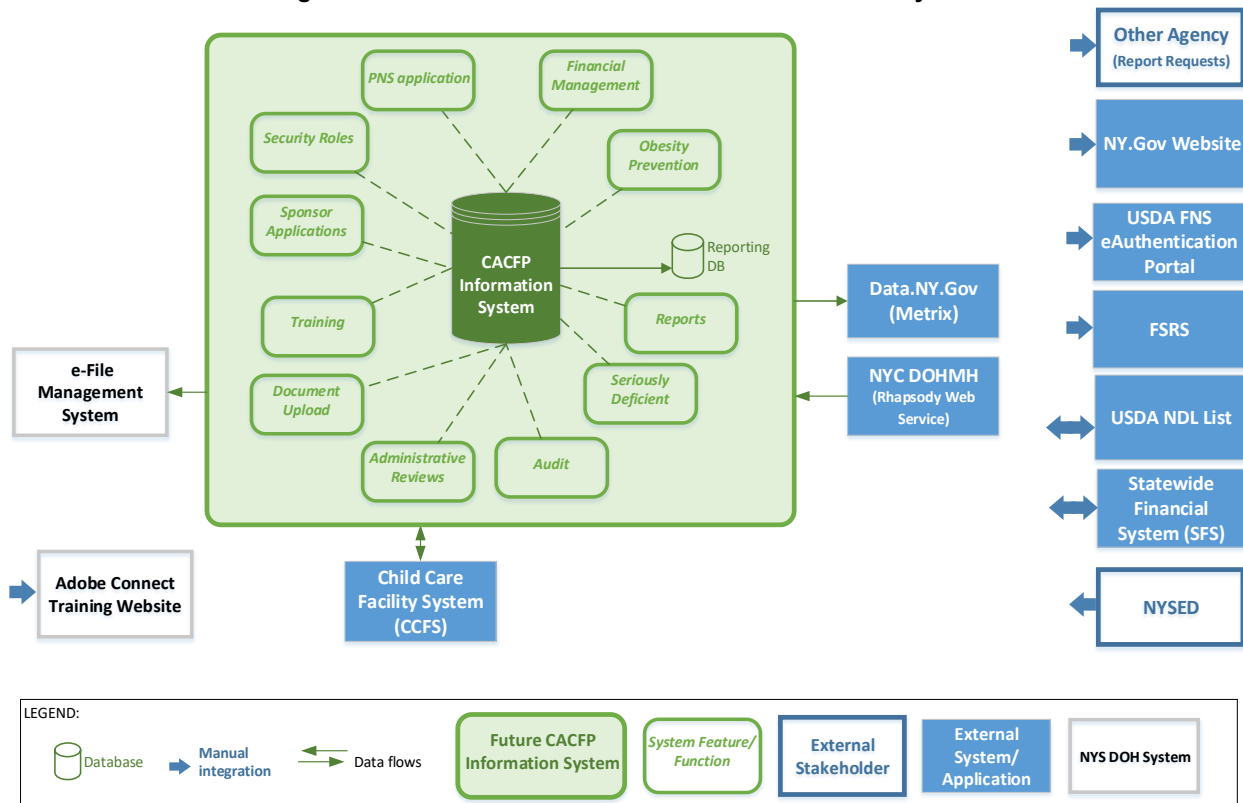 PNS application
Financial
Management
Security Roles
Obesity
Prevention
Sponsor
Applications
CACFP
Information
System
Reporting
DB
Training
Reports
Document
Upload
Seriously
Deficient
Administrative
Reviews
Audit
e-File
Management
System
Adobe Connect
Training Website
Child Care
Facility System
(CCFS)
Data.NY.Gov
(Metrix)
NYC DOHMH
(Rhapsody Web
Service)
Other Agency
(Report Requests)
NY.Gov Website
USDA FNS
eAuthentication
Portal
FSRS
USDA NDL List
Statewide
Financial
System (SFS)
NYSED
LEGEND:
Database
Manual
integration
Data flows
Future CACFP
Information System
System Feature/
Function
External
Stakeholder
External
System/
Application
NYS DOH System